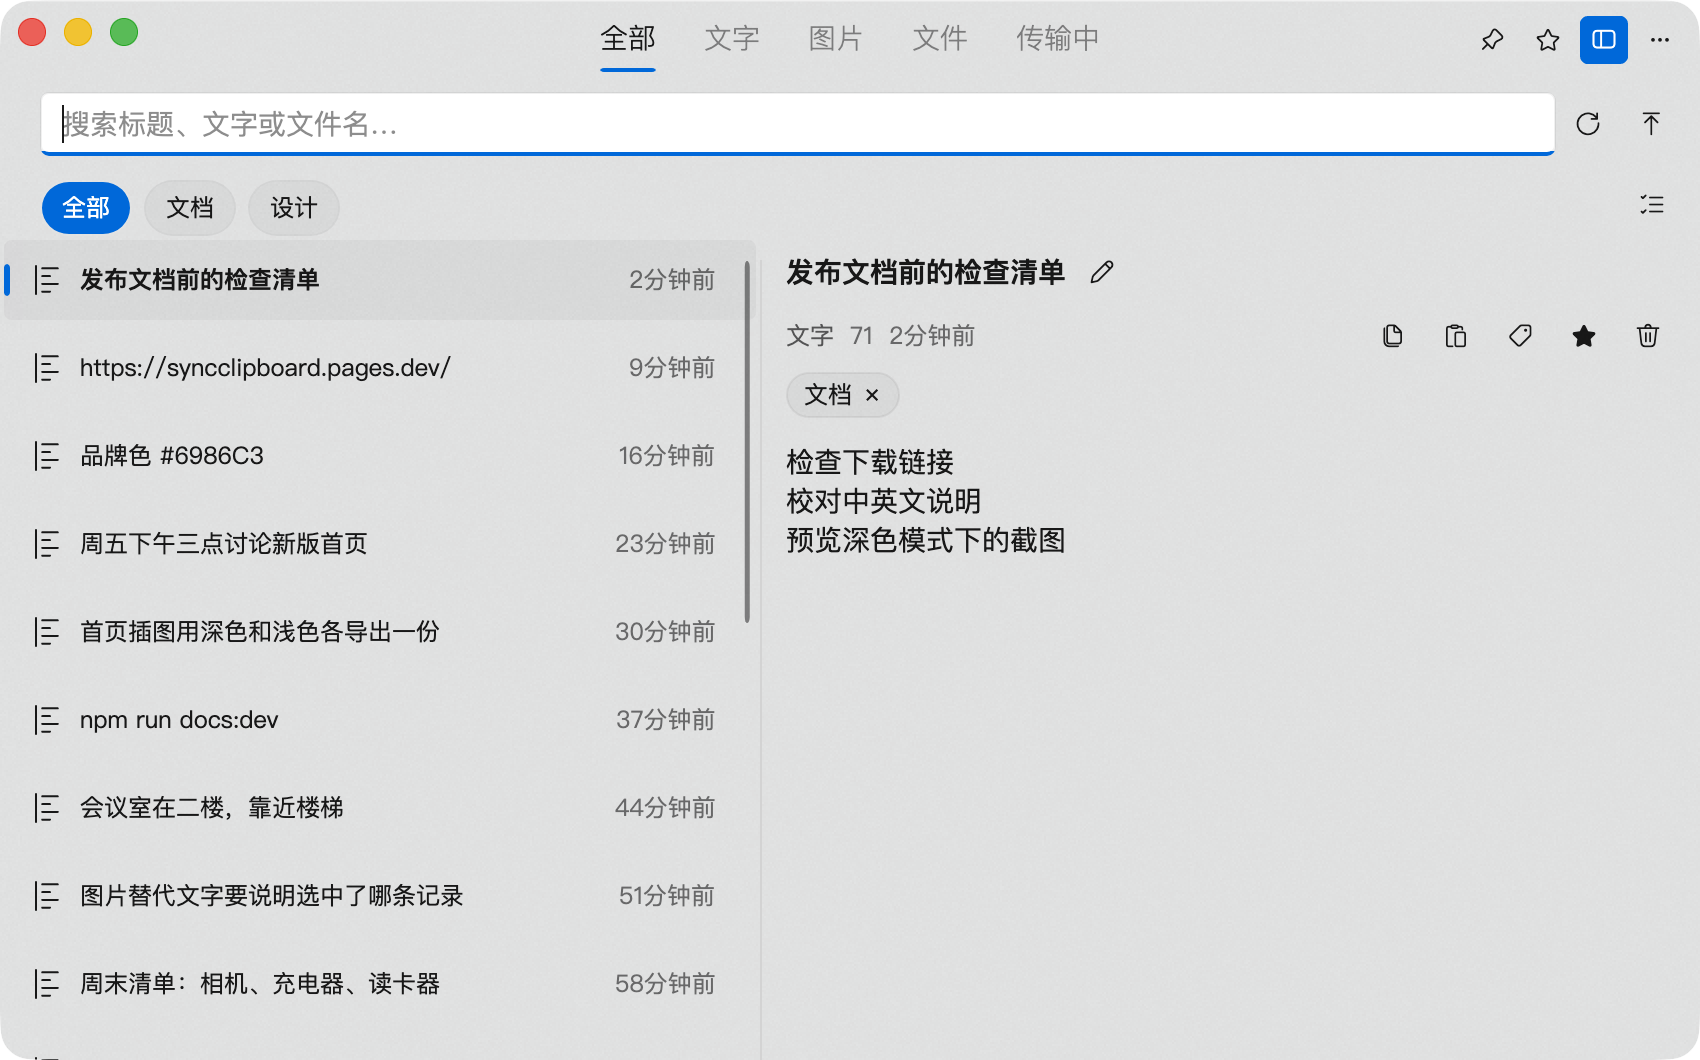 全部 文字 图片 文件 传输中
搜索标题、文字或文件名...
全部 文档 设计
发布文档前的检查清单 2分钟前
https://syncclipboard.pages.dev/ 9分钟前
品牌色 #6986C3 16分钟前
周五下午三点讨论新版首页 23分钟前
首页插图用深色和浅色各导出一份 30分钟前
npm run docs:dev 37分钟前
会议室在二楼，靠近楼梯 44分钟前
图片替代文字要说明选中了哪条记录 51分钟前
周末清单：相机、充电器、读卡器 58分钟前
发布文档前的检查清单
文字 71 2分钟前
文档 ×
检查下载链接
校对中英文说明
预览深色模式下的截图